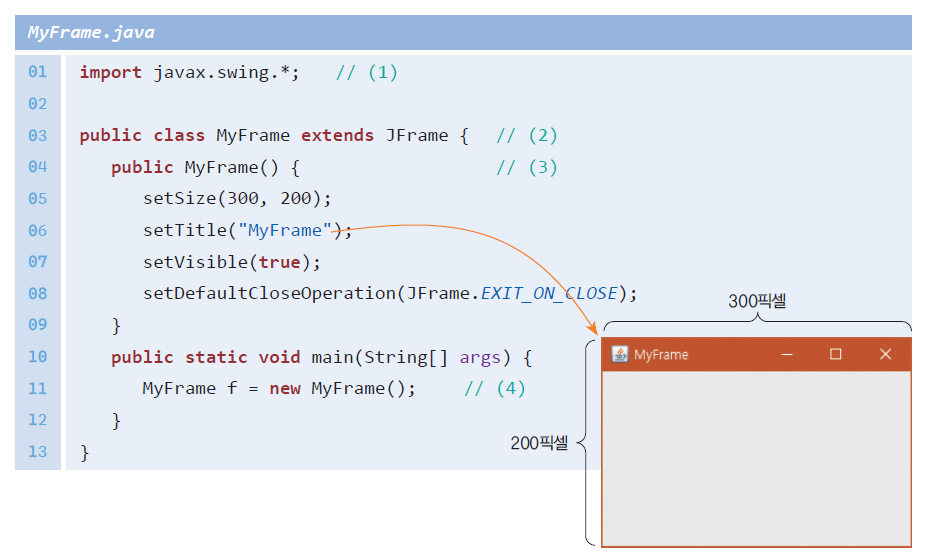 MyFrame.java
01 import javax.swing.*; // (1)
02
03 public class MyFrame extends JFrame { // (2)
04 public MyFrame() { // (3)
05 setSize(300, 200);
06 setTitle("MyFrame");
07 setVisible(true);
08 setDefaultCloseOperation(JFrame.EXIT_ON_CLOSE);
09 }
10 public static void main(String[] args) {
11 MyFrame f = new MyFrame(); // (4)
12 }
13 }
300픽셀
MyFrame
200픽셀